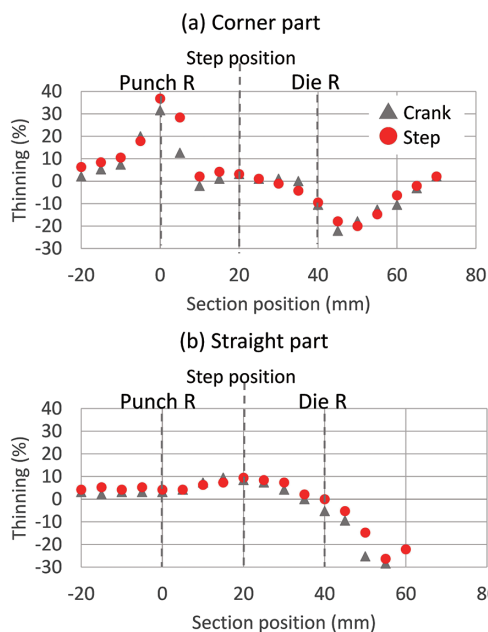 (a) Corner part
Step position
Punch R
Die R
40
30
20
10
0
-10
-20
-30
Thinning (%)
Crank
Step
-20 0 20 40 60 80
Section position (mm)
(b) Straight part
Step position
Punch R
Die R
40
30
20
10
0
-10
-20
-30
Thinning (%)
-20 0 20 40 60 80
Section position (mm)